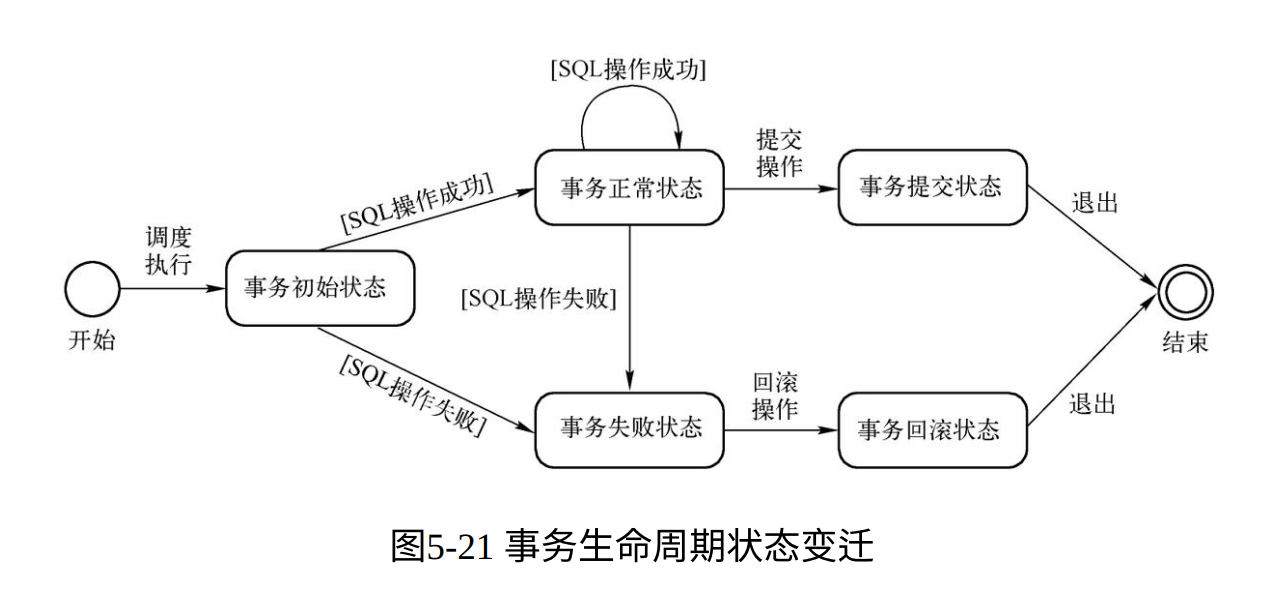 [SQL操作成功]
提交
操作
事务正常状态
事务提交状态
[SQL操作成功]
退出
调度
执行
事务初始状态
[SQL操作失败]
开始
结束
[SQL操作失败]
回滚
操作
退出
事务失败状态
事务回滚状态
图5-21 事务生命周期状态变迁